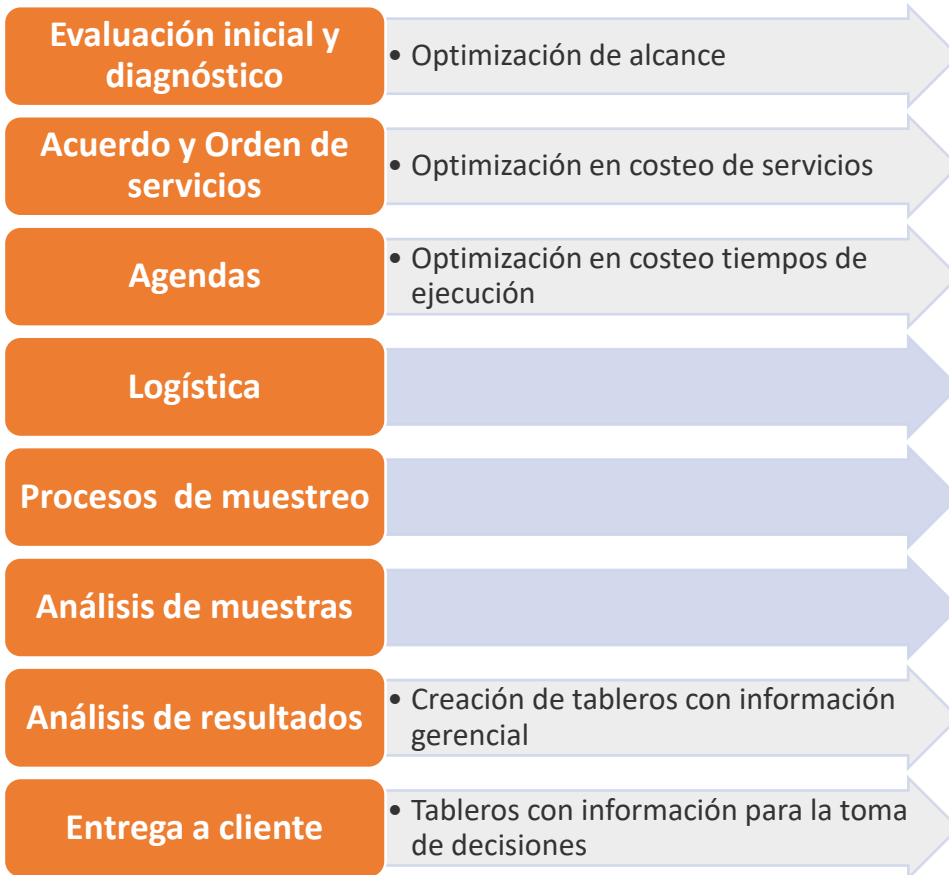 Evaluación inicial y
diagnóstico
• Optimización de alcance
Acuerdo y Orden de
servicios
• Optimización en costeo de servicios
Agendas
• Optimización en costeo tiempos de
ejecución
Logística
Procesos de muestreo
Análisis de muestras
Análisis de resultados
• Creación de tableros con información
gerencial
Entrega a cliente
• Tableros con información para la toma
de decisiones